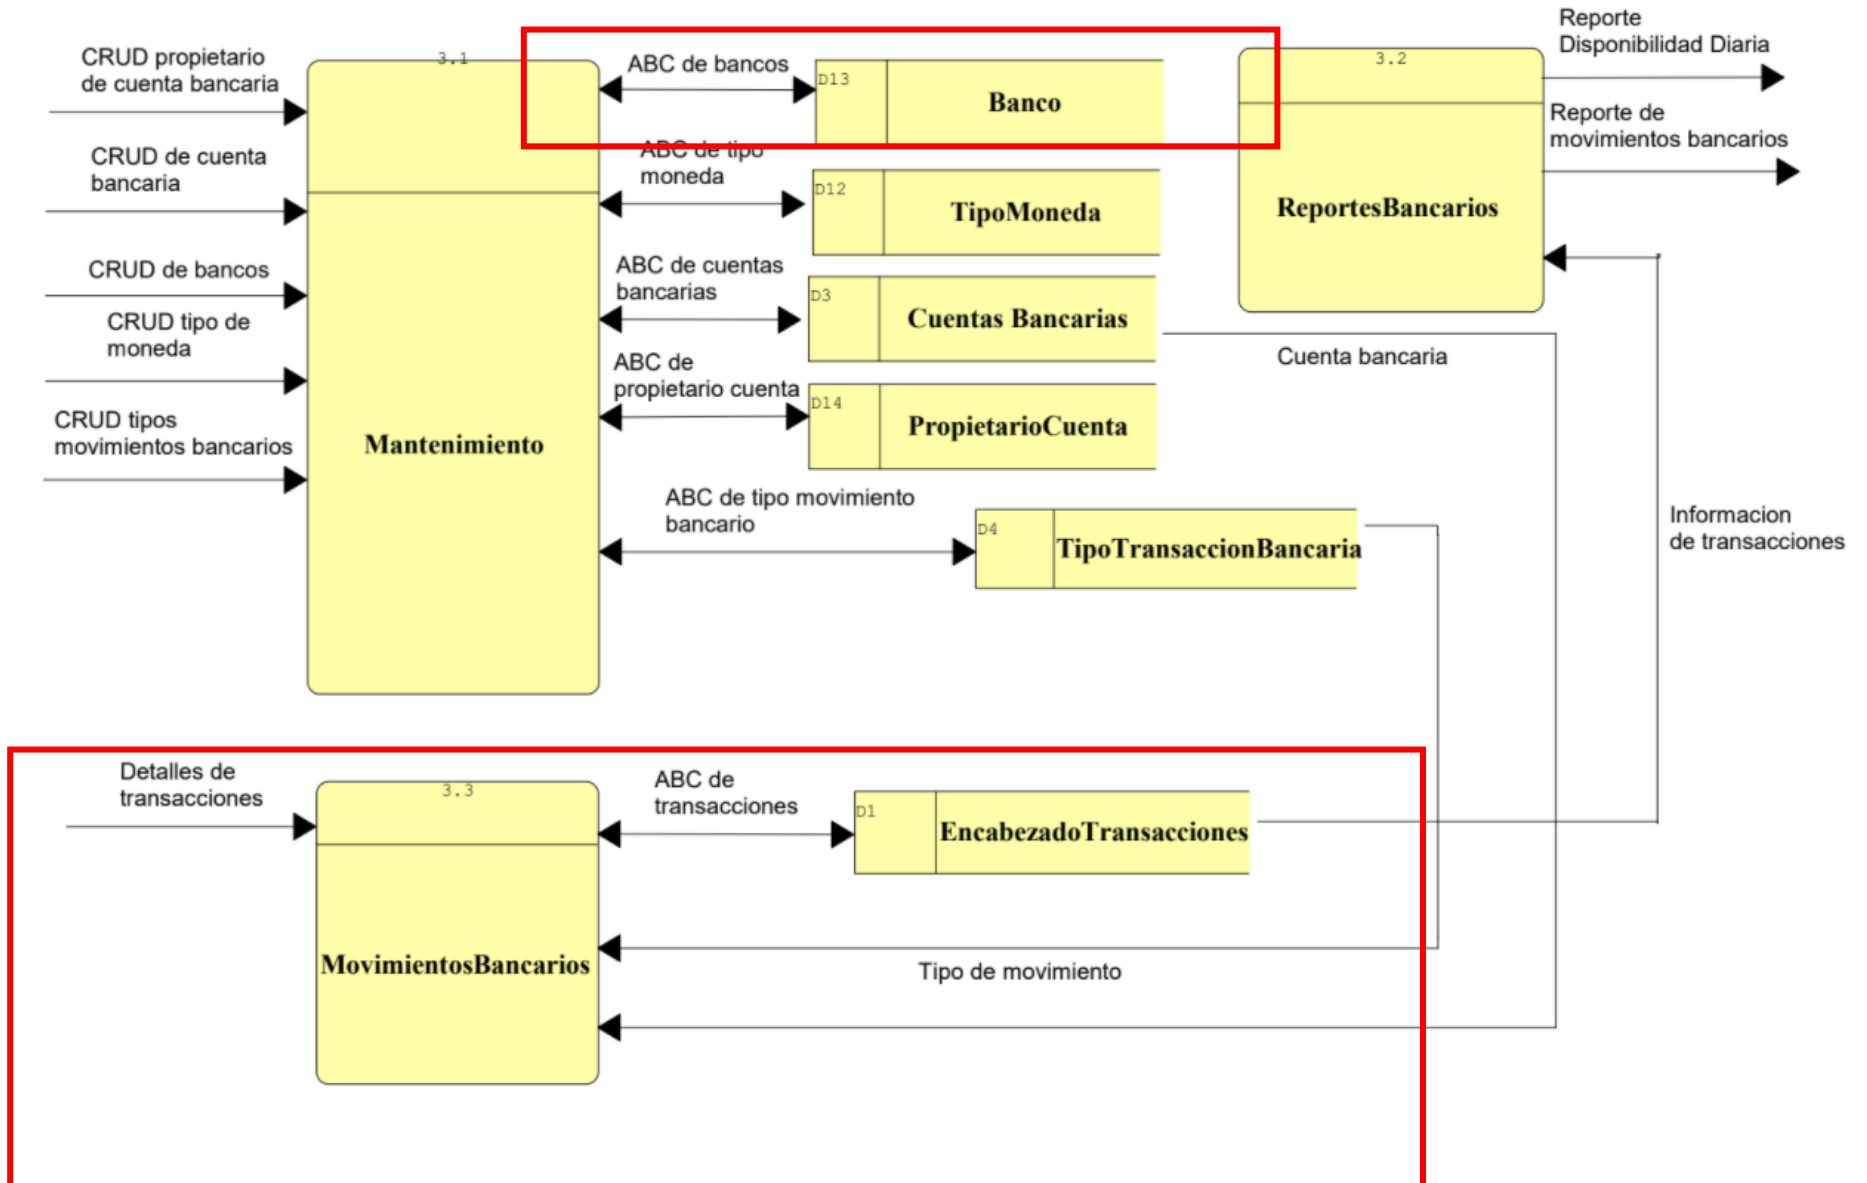 CRUD propietario
de cuenta bancaria
CRUD de cuenta
bancaria
CRUD de bancos
CRUD tipo de
moneda
CRUD tipos
movimientos bancarios
3.1
Mantenimiento
ABC de bancos
D13
Banco
ABC de tipo
moneda
D12
TipoMoneda
ABC de cuentas
bancarias
D3
Cuentas Bancarias
ABC de
propietario cuenta
D14
PropietarioCuenta
ABC de tipo movimiento
bancario
D4
TipoTransaccionBancaria
3.2
ReportesBancarios
Reporte
Disponibilidad Diaria
Reporte de
movimientos bancarios
Cuenta bancaria
Informacion
de transacciones
Detalles de
transacciones
3.3
MovimientosBancarios
ABC de
transacciones
D1
EncabezadoTransacciones
Tipo de movimiento